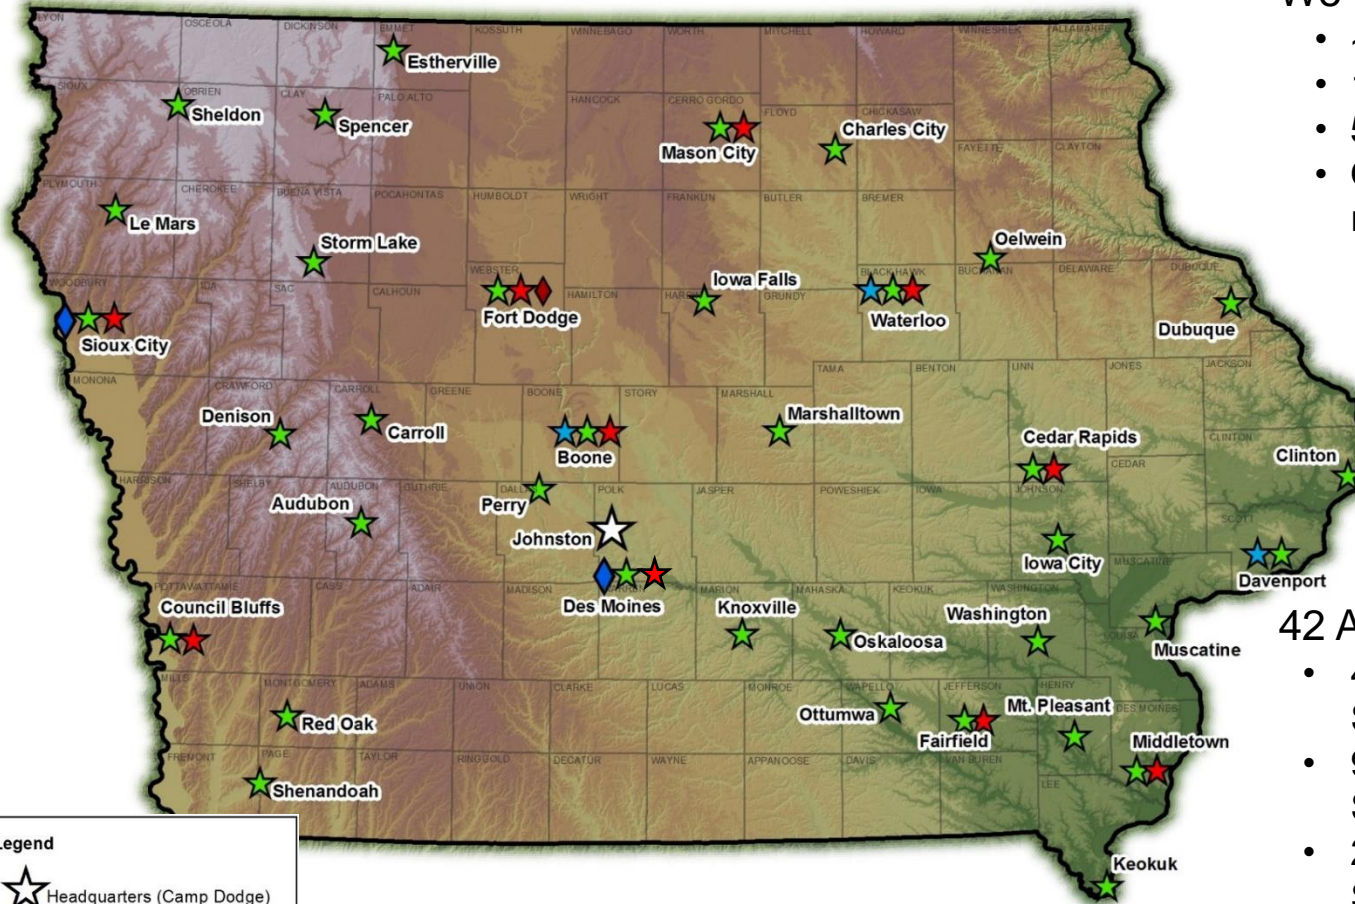 LYON
OSCEOLA
DICKINSON
EMMET
KOSSUTH
WINNEBAGO
WORTH
MITCHELL
HOWARD
WINNESHIEK
Estherville
SIOUX
OBRIEN
CLAY
PALO ALTO
HANCOCK
CERRO GORDO
FLOYD
CHICKASAW
Sheldon
Spencer
Mason City
Charles City
FAYETTE
CLAYTON
PLYMOUTH
CHEROKEE
BUENA VISTA
POCAHONTAS
HUMBOLDT
WRIGHT
FRANKLIN
BUTLER
BREMER
Le Mars
Storm Lake
Oelwein
WOODBURY
IDA
SAC
CALHOUN
WEBSTER
HAMILTON
Iowa Falls
GRUNDY
BLACK HAWK
BUCHANAN
DELAWARE
DUBUQUE
Fort Dodge
Waterloo
Dubuque
Sioux City
MONONA
CRAWFORD
CARROLL
GREENE
BOONE
STORY
MARSHALL
TAMA
BENTON
LINN
JONES
JACKSON
Denison
Carroll
Boone
Marshalltown
Cedar Rapids
CLINTON
Clinton
HARRISON
SHELBY
AUDUBON
GUTHRIE
POLK
JASPER
POWESHIEK
IOWA
JOHNSON
CEDAR
Audubon
Perry
Johnston
SCOTT
Iowa City
MUSCATINE
Davenport
POTTAWATTAMIE
CASS
ADAIR
MADISON
MARION
MAHASKA
KEOKUK
WASHINGTON
Council Bluffs
Des Moines
Knoxville
Oskaloosa
Washington
LOUISA
Muscatine
42 A
MILLS
MONTGOMERY
ADAMS
UNION
CLARKE
LUCAS
MONROE
WAPELLO
JEFFERSON
HENRY
DES MOINES
Red Oak
Ottumwa
Fairfield
Mt. Pleasant
Middletown
FREMONT
PAGE
TAYLOR
RINGGOLD
DECATUR
WAYNE
APPANOOSE
DAVIS
VAN BUREN
LEE
Shenandoah
Keokuk
Legend
Headquarters (Camp Dodge)